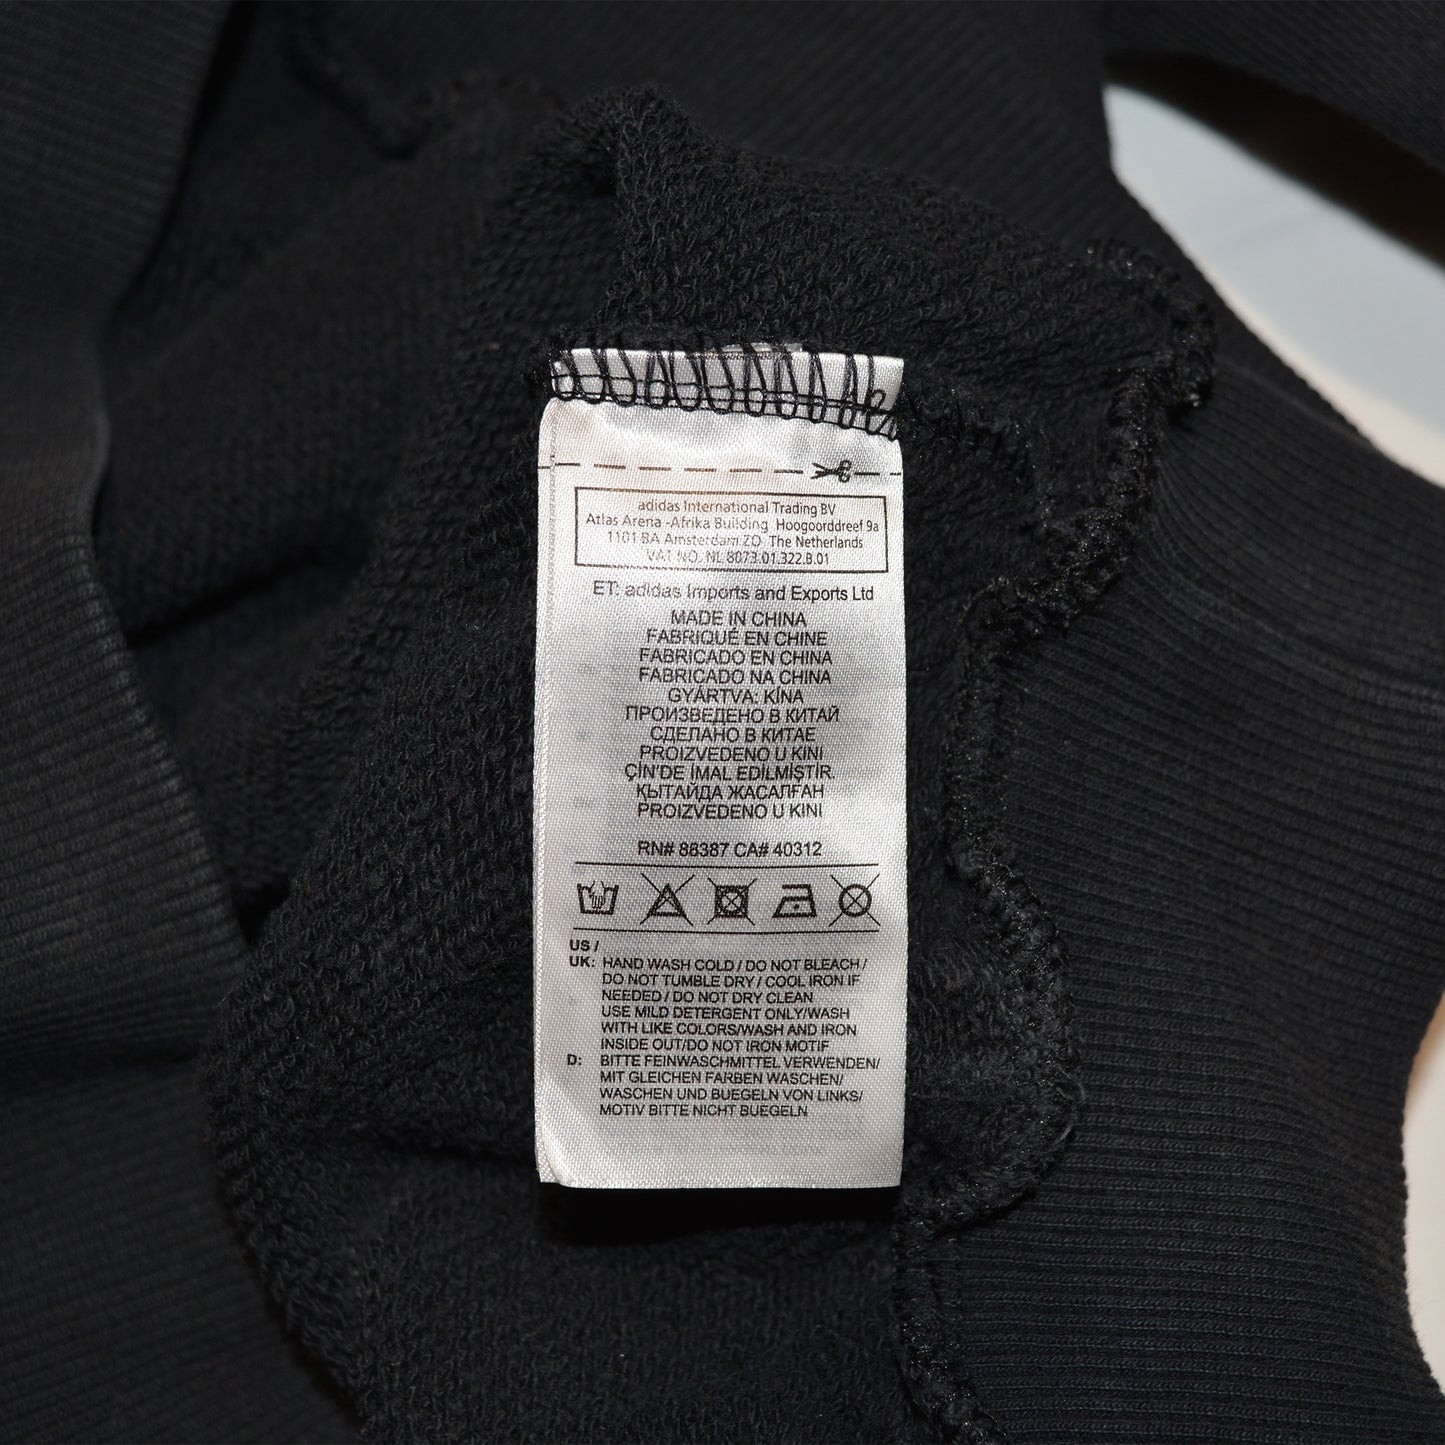 adidas International Trading BV
Atlas Arena -Afrika Building Hoogoorddreef 9a
1101 BA Amsterdam ZO The Netherlands
VAT NO. NL 8073.01.322.B.01
ET: adidas Imports and Exports Ltd
MADE IN CHINA
FABRIQUÉ EN CHINE
FABRICADO EN CHINA
FABRICADO NA CHINA
GYÁRTVA: KÍNA
ПРОИЗВЕДЕНО В КИТАЙ
СДЕЛАНО В КИТАЕ
PROIZVEDENO U KINI
ÇİN'DE İMAL EDİLMİŞTİR.
ҚЫТАЙДА ЖАСАЛҒАН
PROIZVEDENO U KINI
RN# 88387 CA# 40312
US /
UK: HAND WASH COLD / DO NOT BLEACH /
DO NOT TUMBLE DRY / COOL IRON IF
NEEDED / DO NOT DRY CLEAN
USE MILD DETERGENT ONLY/WASH
WITH LIKE COLORS/WASH AND IRON
INSIDE OUT/DO NOT IRON MOTIF
D: BITTE FEINWASCHMITTEL VERWENDEN/
MIT GLEICHEN FARBEN WASCHEN/
WASCHEN UND BUEGELN VON LINKS/
MOTIV BITTE NICHT BUEGELN